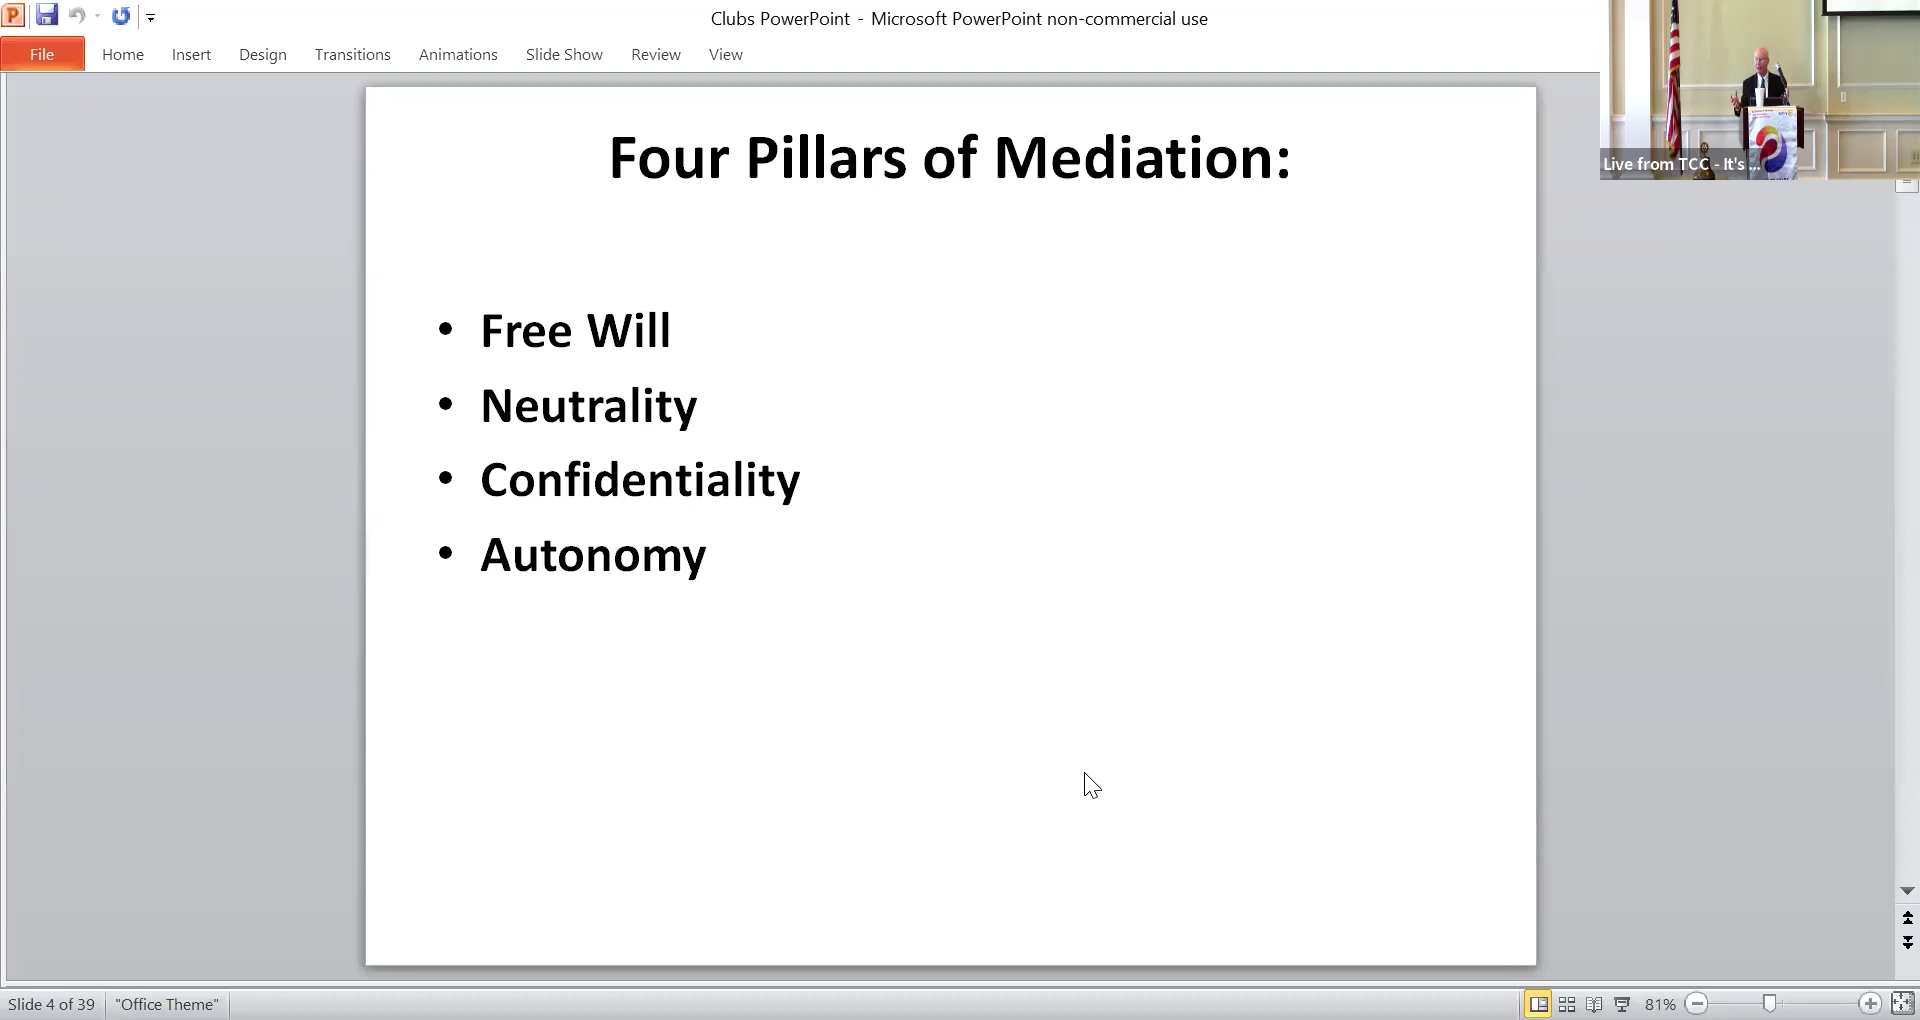 Clubs PowerPoint - Microsoft PowerPoint non-commercial use
File Home Insert Design Transitions Animations Slide Show Review View
Live from TCC - It's ...
Four Pillars of Mediation:
• Free Will
• Neutrality
• Confidentiality
• Autonomy
Slide 4 of 39 "Office Theme" 81%